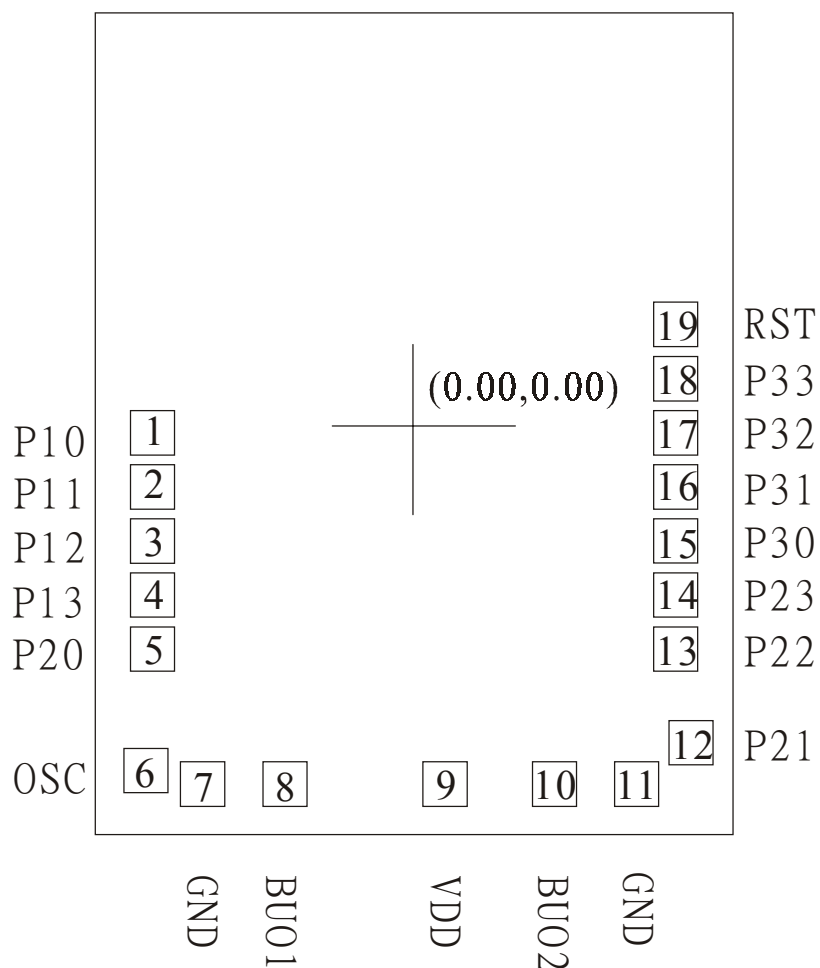 19 RST
(0.00,0.00) 18 P33
P10 1 17 P32
P11 2 16 P31
P12 3 15 P30
P13 4 14 P23
P20 5 13 P22
12 P21
OSC 6 7 8 9 10 11
GND BUO1 VDD BUO2 GND